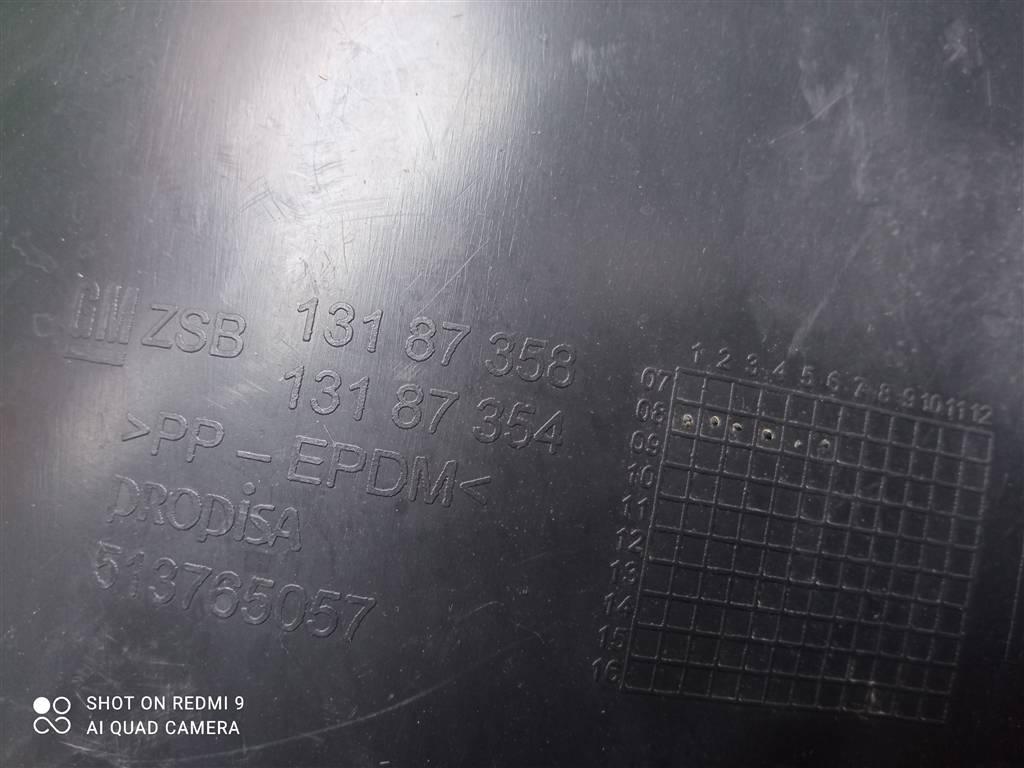 GM ZSB 131 87 358
131 87 354
>PP-EPDM<
PRODiSA
513765057
1 2 3 4 5 6 7 8 9 10 11 12
07
08
09
10
11
12
13
14
15
16
SHOT ON REDMI 9
AI QUAD CAMERA